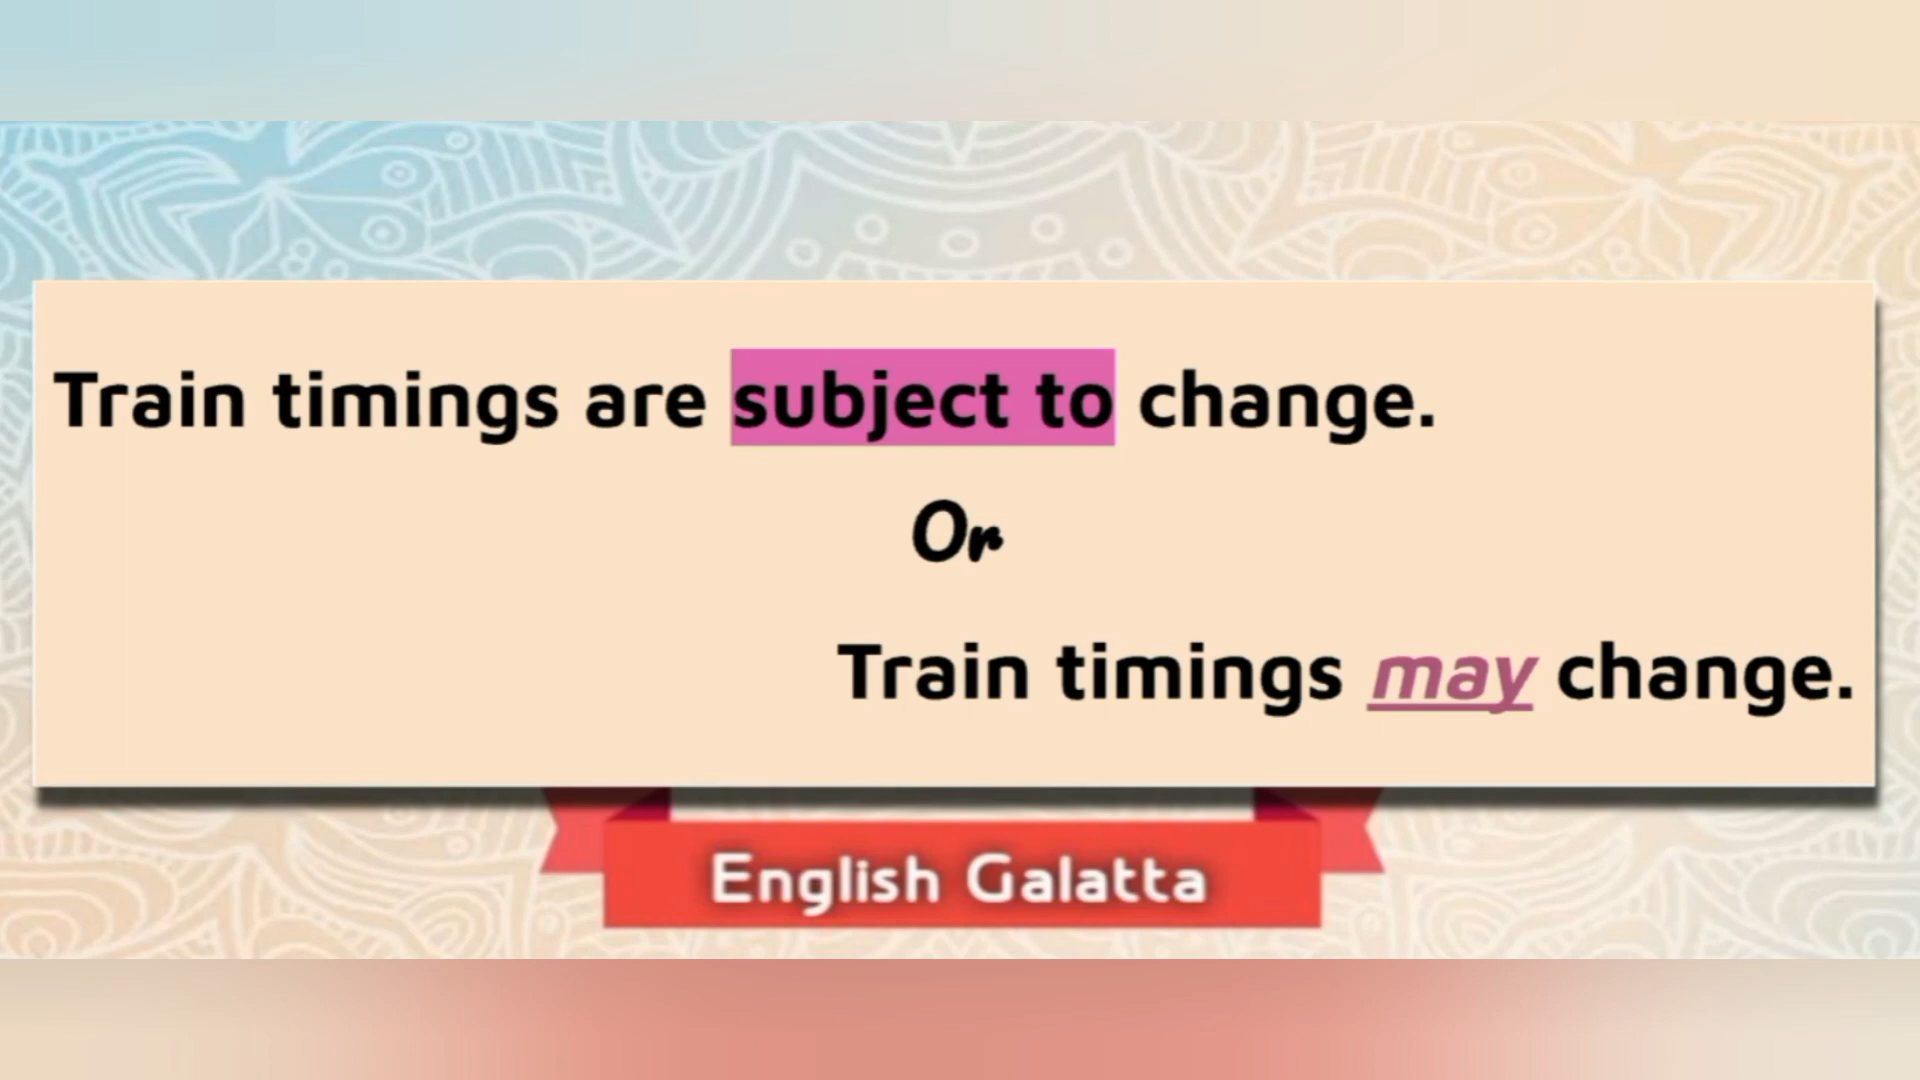 Train timings are subject to change.
Or
Train timings may change.
English Galatta